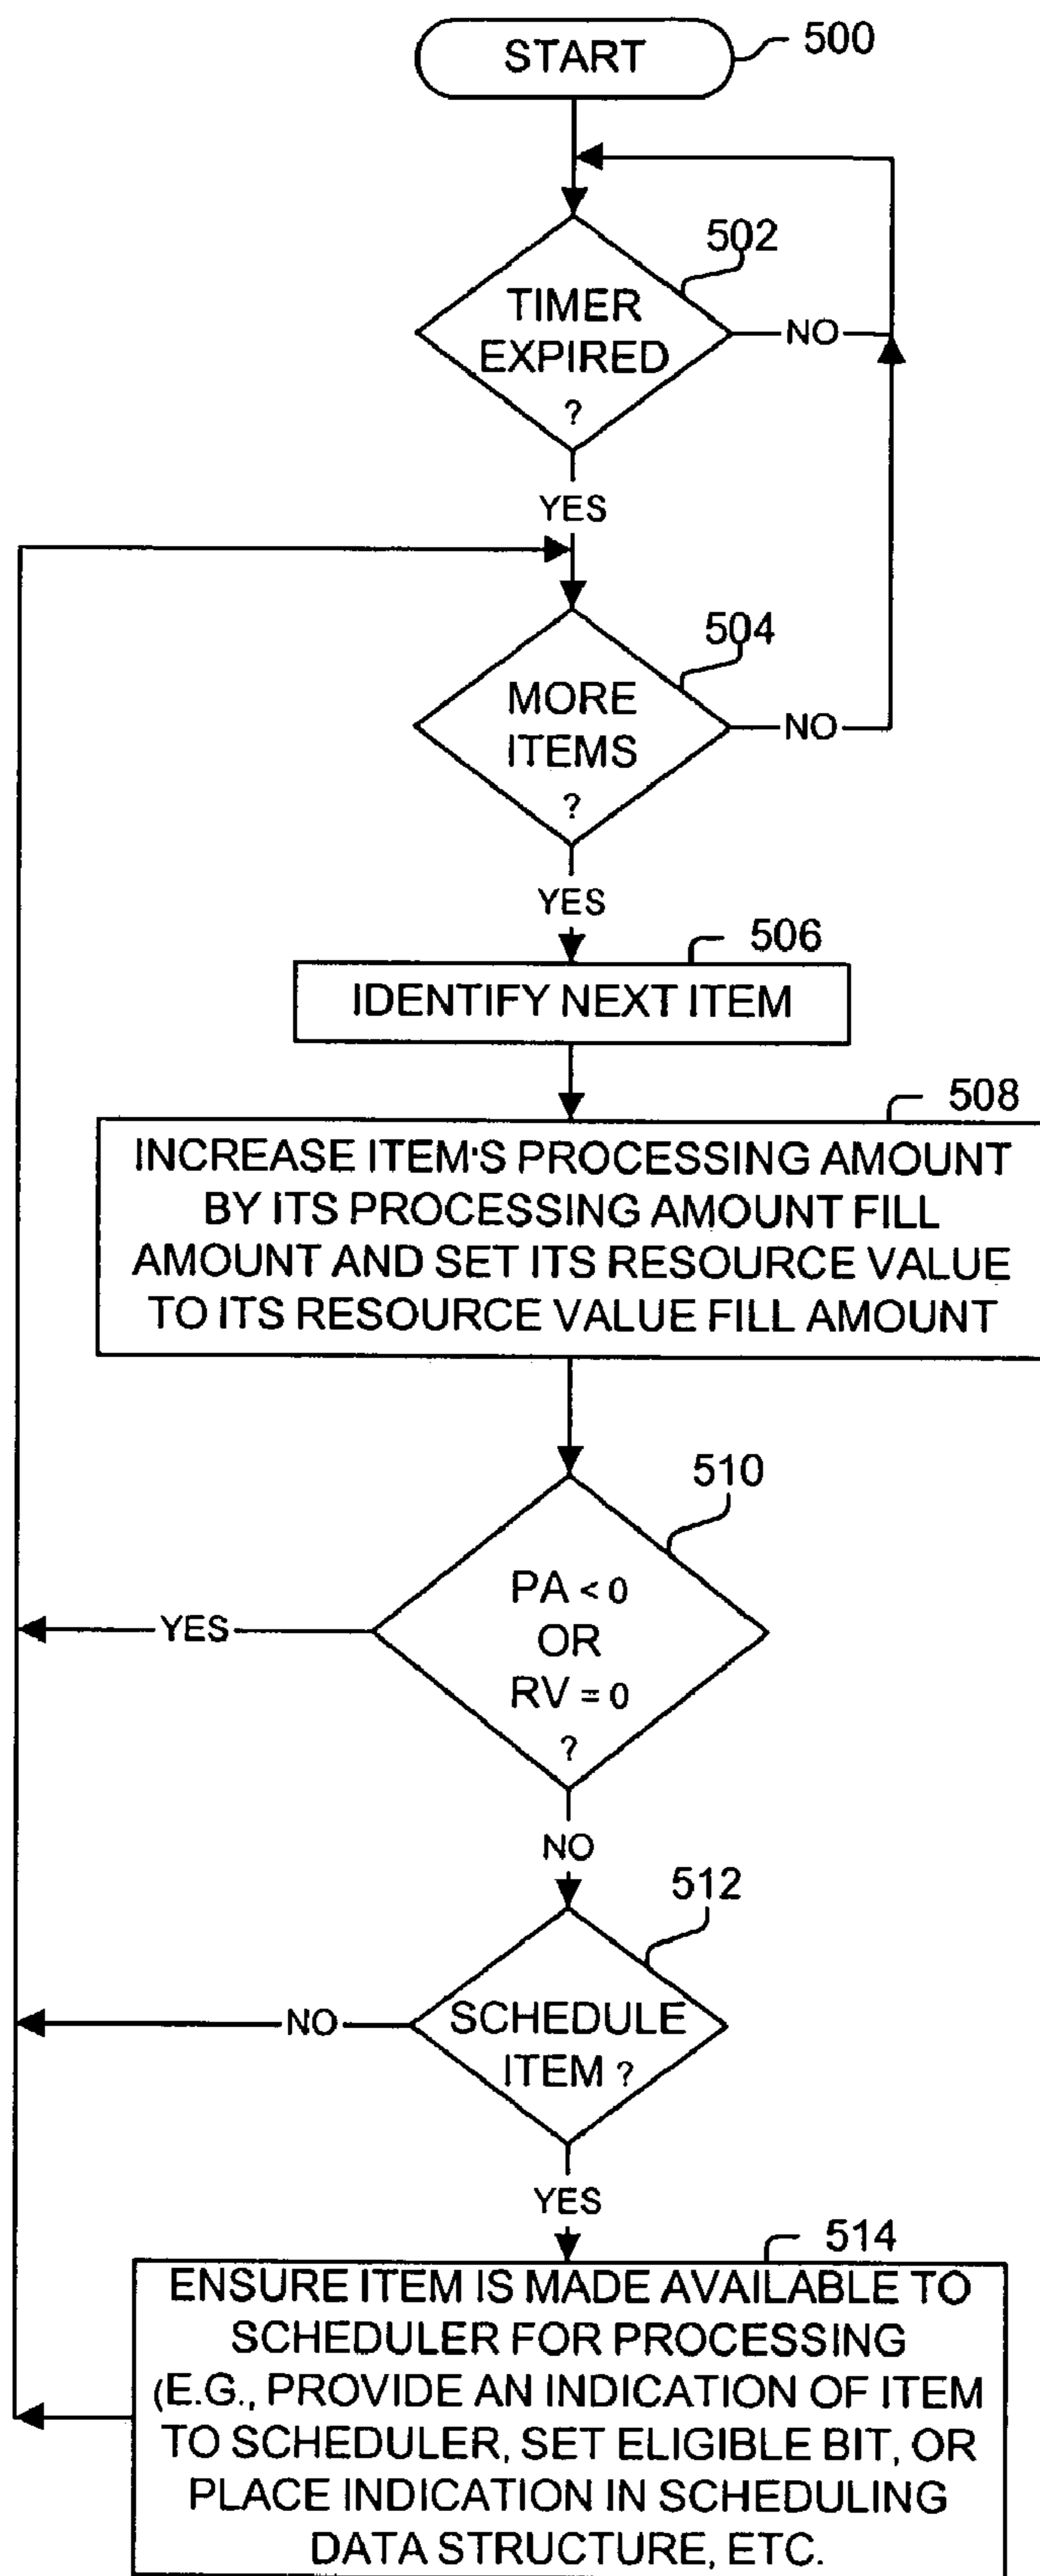 START
500
502
TIMER
EXPIRED
?
NO
YES
504
MORE
ITEMS
?
NO
YES
506
IDENTIFY NEXT ITEM
508
INCREASE ITEM'S PROCESSING AMOUNT
BY ITS PROCESSING AMOUNT FILL
AMOUNT AND SET ITS RESOURCE VALUE
TO ITS RESOURCE VALUE FILL AMOUNT
510
PA < 0
OR
RV = 0
?
YES
NO
512
SCHEDULE
ITEM ?
NO
YES
514
ENSURE ITEM IS MADE AVAILABLE TO
SCHEDULER FOR PROCESSING
(E.G., PROVIDE AN INDICATION OF ITEM
TO SCHEDULER, SET ELIGIBLE BIT, OR
PLACE INDICATION IN SCHEDULING
DATA STRUCTURE, ETC.